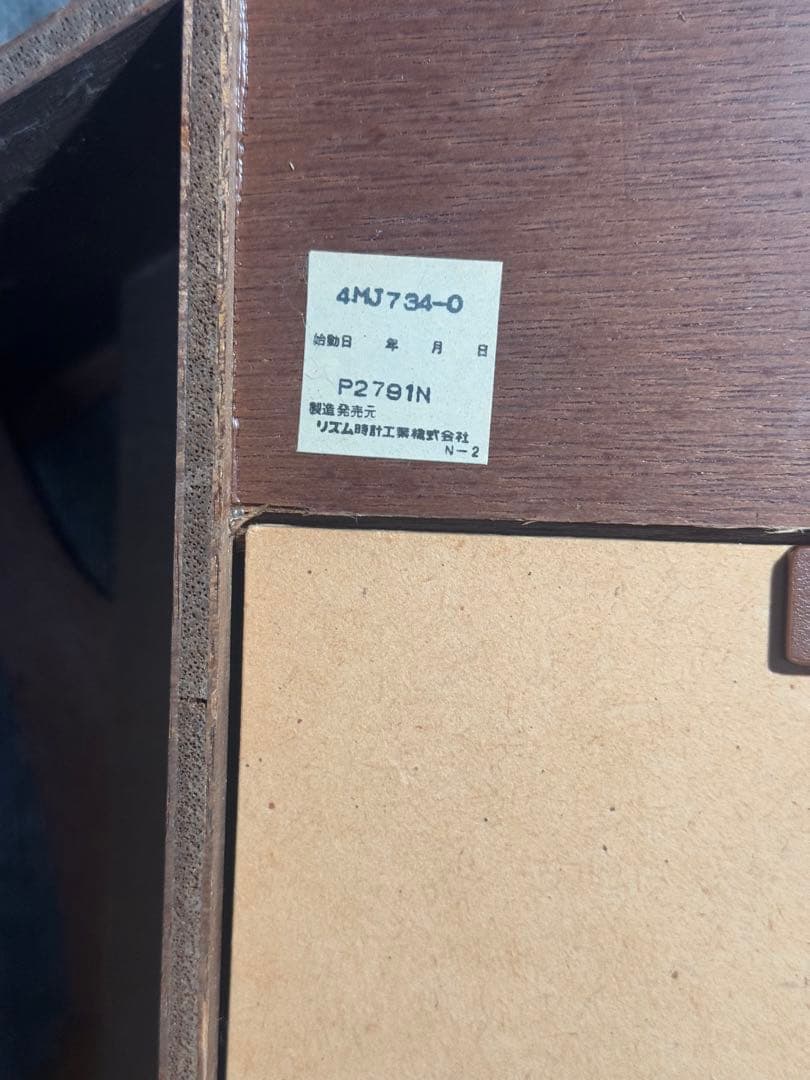 4MJ734-0
始動日 年 月 日
P2791N
製造発売元
リズム時計工業株式会社
N-2